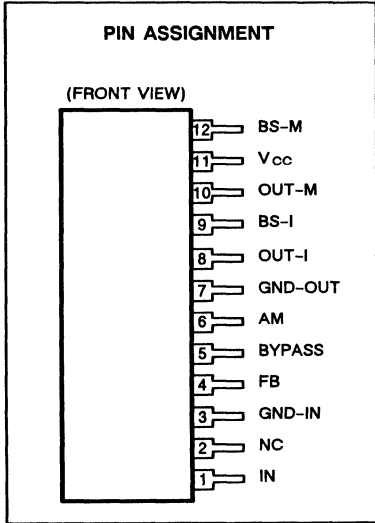 PIN ASSIGNMENT
(FRONT VIEW)
12 BS-M
11 VCC
10 OUT-M
9 BS-I
8 OUT-I
7 GND-OUT
6 AM
5 BYPASS
4 FB
3 GND-IN
2 NC
1 IN